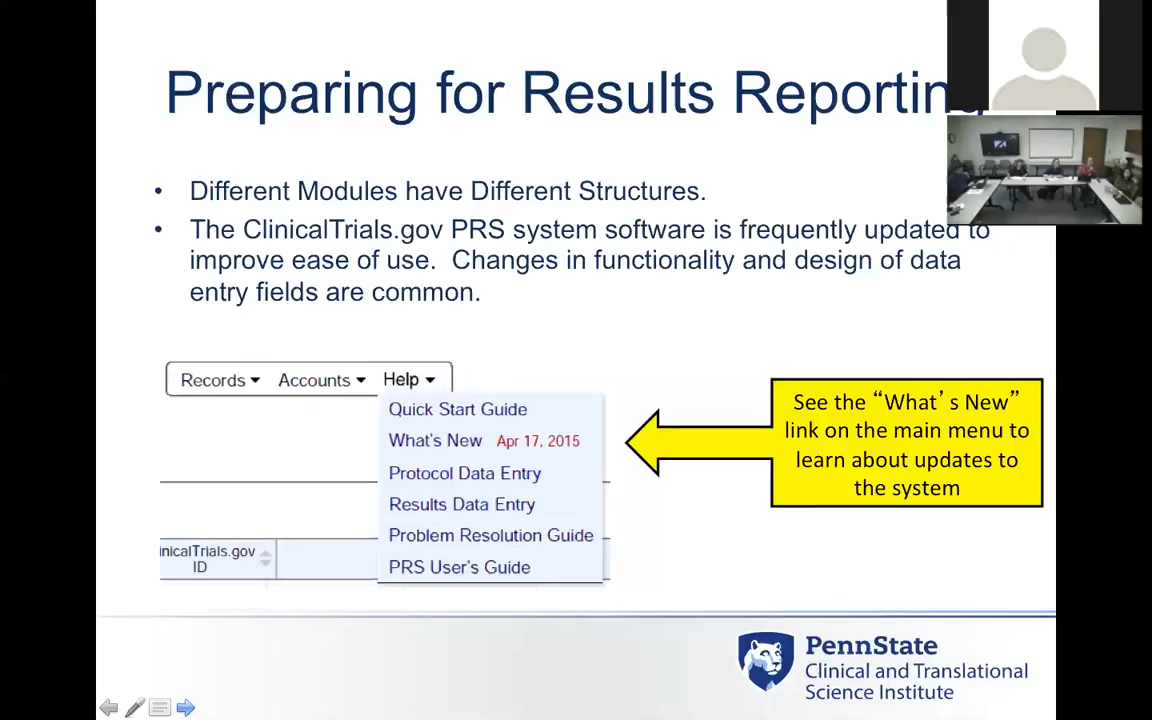 Preparing for Results Reporting
• Different Modules have Different Structures.
• The ClinicalTrials.gov PRS system software is frequently updated to
improve ease of use.  Changes in functionality and design of data
entry fields are common.
Records ▾ Accounts ▾ Help ▾
Quick Start Guide
What's New Apr 17, 2015
Protocol Data Entry
Results Data Entry
Problem Resolution Guide
PRS User's Guide
inicalTrials.gov
ID
See the “What’s New”
link on the main menu to
learn about updates to
the system
PennState
Clinical and Translational
Science Institute